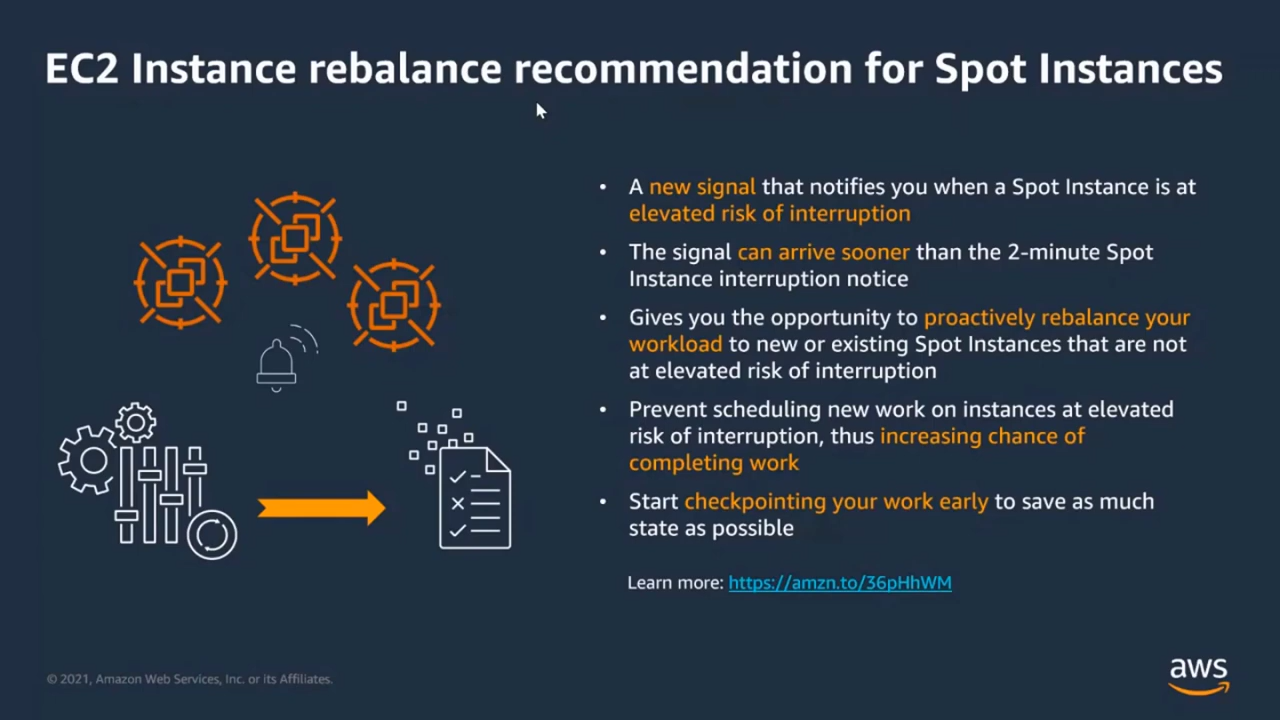 EC2 Instance rebalance recommendation for Spot Instances
• A new signal that notifies you when a Spot Instance is at
elevated risk of interruption
• The signal can arrive sooner than the 2-minute Spot
Instance interruption notice
• Gives you the opportunity to proactively rebalance your
workload to new or existing Spot Instances that are not
at elevated risk of interruption
• Prevent scheduling new work on instances at elevated
risk of interruption, thus increasing chance of
completing work
• Start checkpointing your work early to save as much
state as possible
Learn more: https://amzn.to/36pHhWM
© 2021, Amazon Web Services, Inc. or its Affiliates.
aws